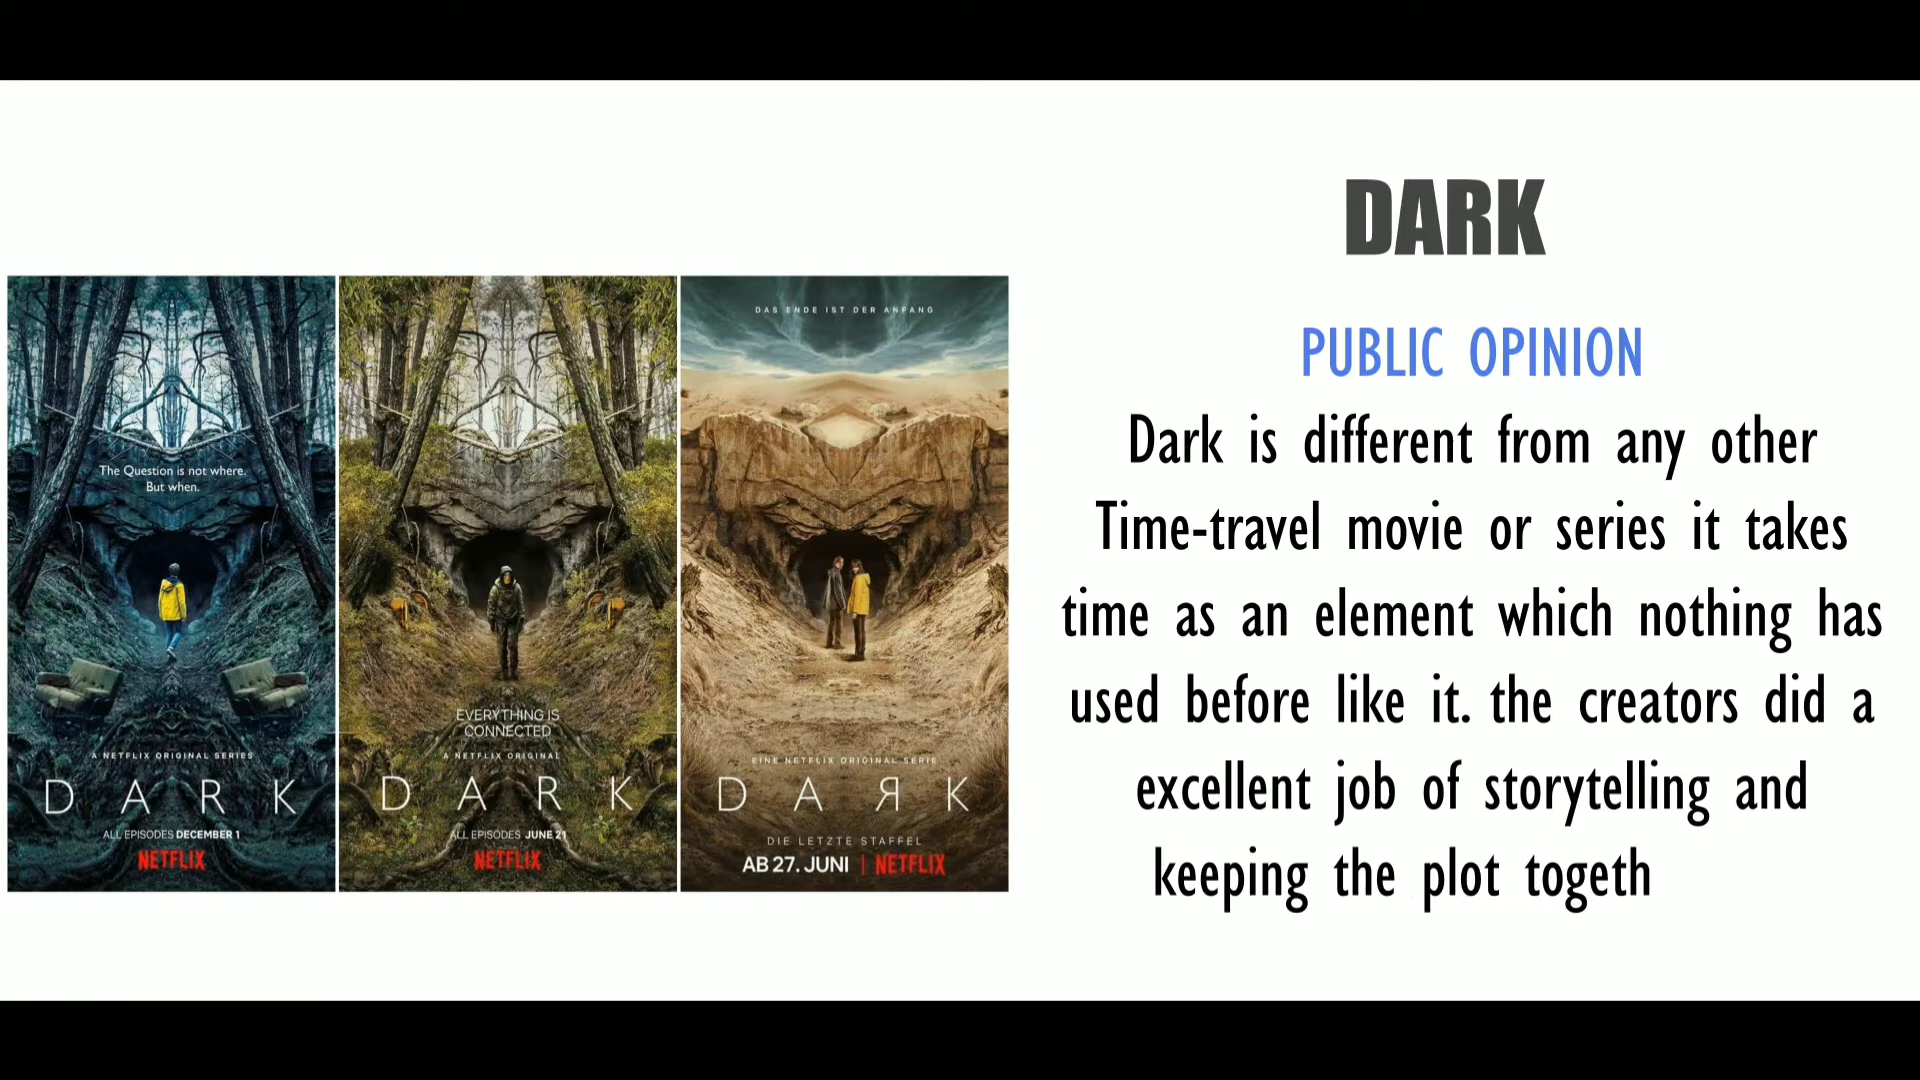 The Question is not where.
But when.
A NETFLIX ORIGINAL SERIES
DARK
ALL EPISODES DECEMBER 1
NETFLIX
EVERYTHING IS
CONNECTED
A NETFLIX ORIGINAL
DARK
ALL EPISODES JUNE 21
NETFLIX
DAS ENDE IST DER ANFANG
EINE NETFLIX ORIGINAL SERIE
DAЯK
DIE LETZTE STAFFEL
AB 27. JUNI | NETFLIX
DARK
PUBLIC OPINION
Dark is different from any other
Time-travel movie or series it takes
time as an element which nothing has
used before like it. the creators did a
excellent job of storytelling and
keeping the plot togeth